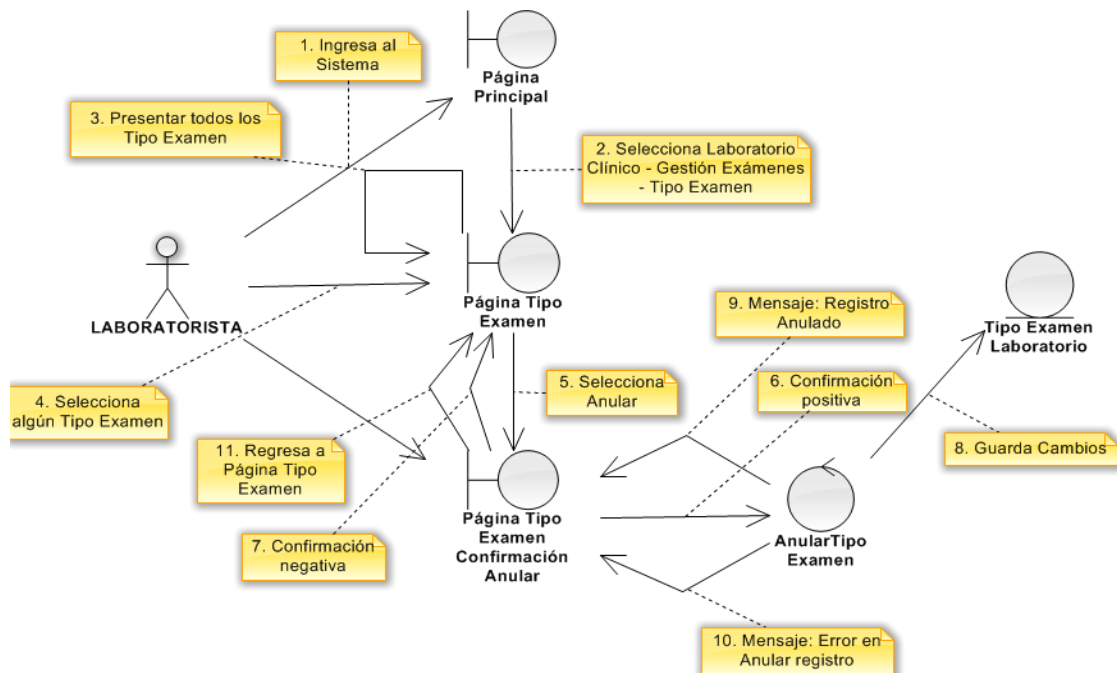 1. Ingresa al
Sistema
Página
Principal
3. Presentar todos los
Tipo Examen
2. Selecciona Laboratorio
Clínico - Gestión Exámenes
- Tipo Examen
LABORATORISTA
Página Tipo
Examen
9. Mensaje: Registro
Anulado
Tipo Examen
Laboratorio
4. Selecciona
algún Tipo Examen
5. Selecciona
Anular
6. Confirmación
positiva
11. Regresa a
Página Tipo
Examen
8. Guarda Cambios
7. Confirmación
negativa
Página Tipo
Examen
Confirmación
Anular
AnularTipo
Examen
10. Mensaje: Error en
Anular registro